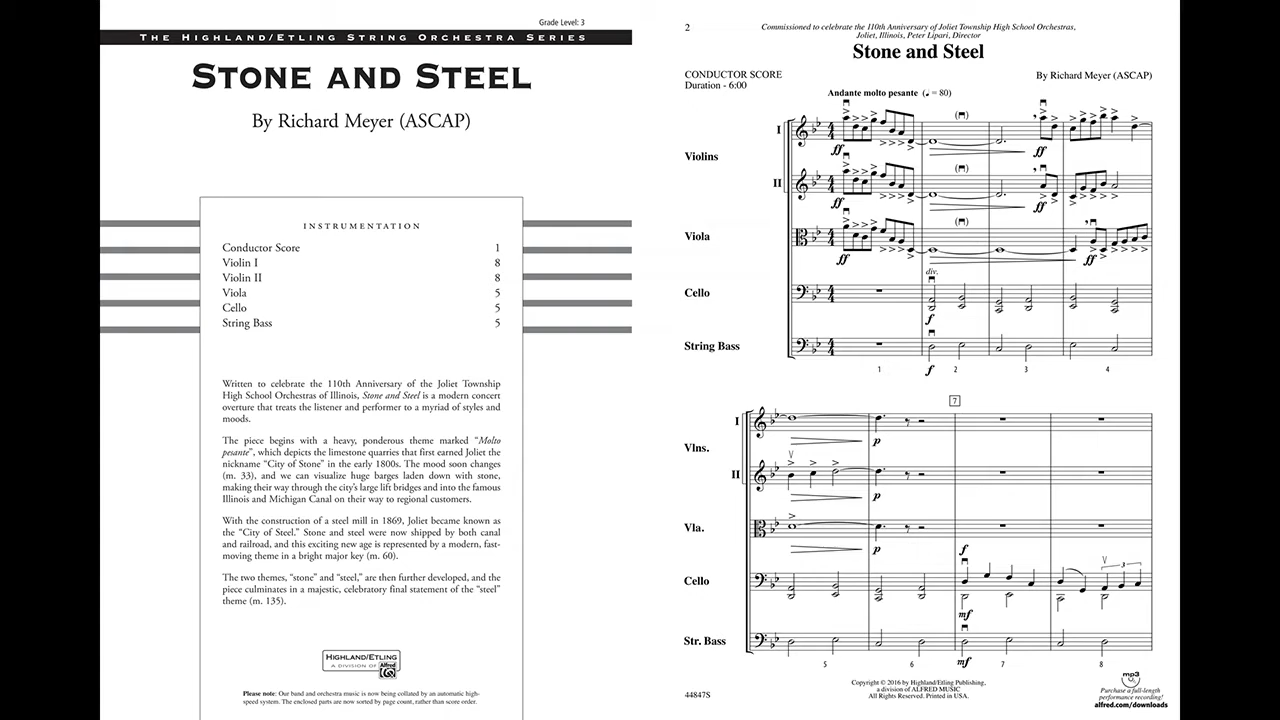 Grade Level: 3
THE HIGHLAND/ETLING STRING ORCHESTRA SERIES
STONE AND STEEL
By Richard Meyer (ASCAP)
INSTRUMENTATION
Conductor Score 1
Violin I 8
Violin II 8
Viola 5
Cello 5
String Bass 5
Written to celebrate the 110th Anniversary of the Joliet Township
High School Orchestras of Illinois, Stone and Steel is a modern concert
overture that treats the listener and performer to a myriad of styles and
moods.
The piece begins with a heavy, ponderous theme marked “Molto
pesante”, which depicts the limestone quarries that first earned Joliet the
nickname “City of Stone” in the early 1800s. The mood soon changes
(m. 33), and we can visualize huge barges laden down with stone,
making their way through the city’s large lift bridges and into the famous
Illinois and Michigan Canal on their way to regional customers.
With the construction of a steel mill in 1869, Joliet became known as
the “City of Steel.” Stone and steel were now shipped by both canal
and railroad, and this exciting new age is represented by a modern, fast-
moving theme in a bright major key (m. 60).
The two themes, “stone” and “steel,” are then further developed, and the
piece culminates in a majestic, celebratory final statement of the “steel”
theme (m. 135).
HIGHLAND/ETLING
A DIVISION OF Alfred
Please note: Our band and orchestra music is now being collated by an automatic high-
speed system. The enclosed parts are now sorted by page count, rather than score order.
2
Commissioned to celebrate the 110th Anniversary of Joliet Township High School Orchestras,
Joliet, Illinois, Peter Lipari, Director
Stone and Steel
CONDUCTOR SCORE
Duration - 6:00
By Richard Meyer (ASCAP)
Andante molto pesante (♩ = 80)
I
ff
ff
Violins
II
ff
ff
Viola
ff
ff
div.
Cello
f
String Bass
f
1 2 3 4
7
I
p
Vlns.
II
p
Vla.
p
f
Cello
3
mf
Str. Bass
mf
5 6 7 8
Copyright © 2016 by Highland/Etling Publishing,
a division of ALFRED MUSIC
All Rights Reserved. Printed in USA.
44847S
mp3
Purchase a full-length
performance recording!
alfred.com/downloads